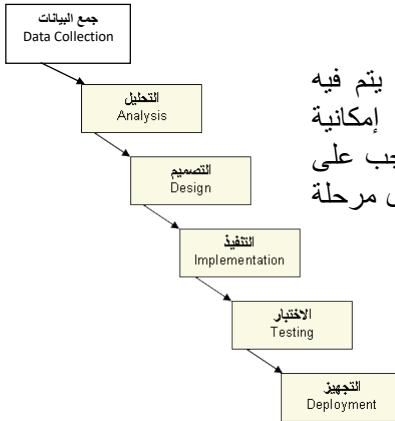 جمع البيانات
Data Collection
التحليل
Analysis
التصميم
Design
التنفيذ
Implementation
الاختبار
Testing
التجهيز
Deployment
يتم فيه
إمكانية
على
مرحلة